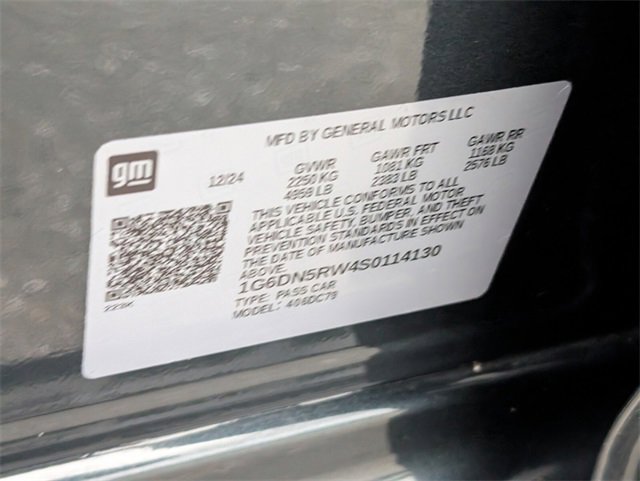 MFD BY GENERAL MOTORS LLC
gm
12/24
GVWR GAWR FRT GAWR RR
2250 KG 1081 KG 1168 KG
4959 LB 2383 LB 2576 LB
THIS VEHICLE CONFORMS TO ALL
APPLICABLE U.S. FEDERAL MOTOR
VEHICLE SAFETY, BUMPER, AND THEFT
PREVENTION STANDARDS IN EFFECT ON
THE DATE OF MANUFACTURE SHOWN
ABOVE.
1G6DN5RW4S0114130
TYPE: PASS CAR
MODEL: